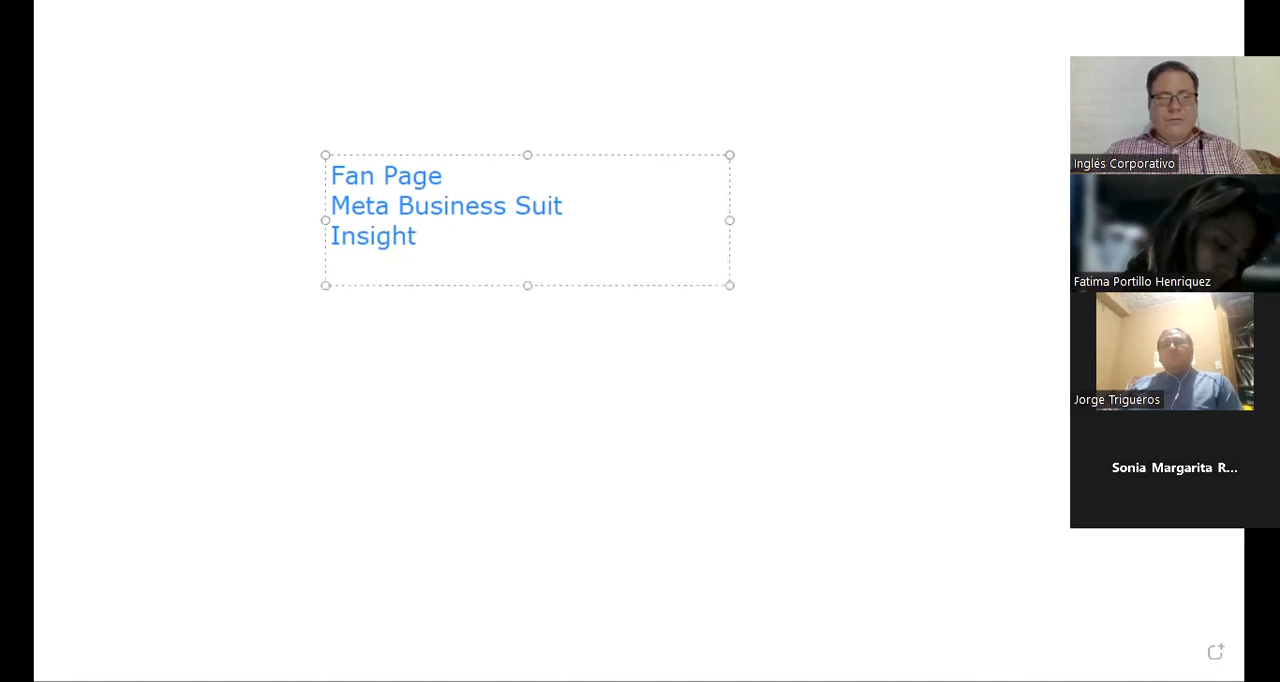 Fan Page
Meta Business Suit
Insight
Inglés Corporativo
Fatima Portillo Henriquez
Jorge Trigueros
Sonia Margarita R...